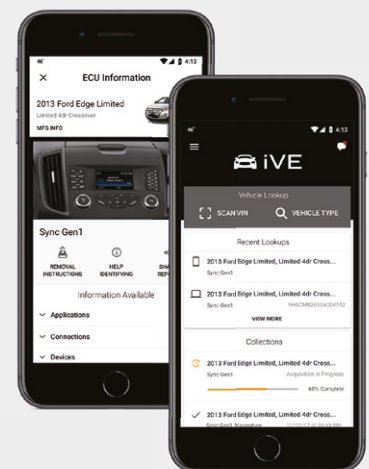 46°
4:13
ECU Information
2013 Ford Edge Limited
Limited 4dr Crossover
MFG INFO
Sync Gen1
REMOVAL
INSTRUCTIONS
HELP
IDENTIFYING
Information Available
Applications
Connections
Devices
46°
4:13
iVE
Vehicle Lookup
SCAN VIN
VEHICLE TYPE
Recent Lookups
2013 Ford Edge Limited, Limited 4dr Cross...
Sync Gen1
2013 Ford Edge Limited, Limited 4dr Cross...
Sync Gen1
VIEW MORE
Collections
2013 Ford Edge Limited, Limited 4dr Cross...
Sync Gen1 Acquisition in Progress
60% Complete
2013 Ford Edge Limited, Limited 4dr Cross...